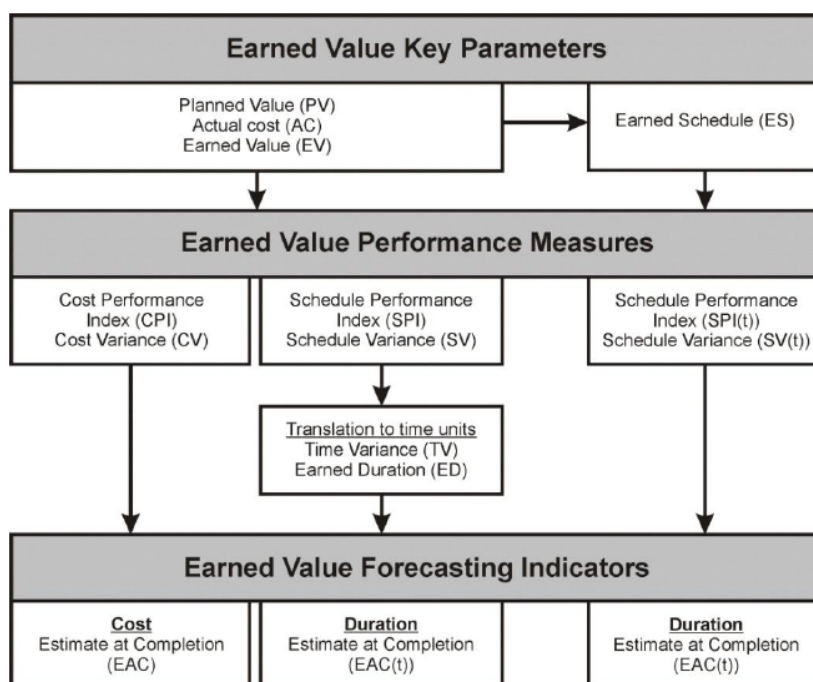 Earned Value Key Parameters
Planned Value (PV)
Actual cost (AC)
Earned Value (EV)
Earned Schedule (ES)
Earned Value Performance Measures
Cost Performance
Index (CPI)
Cost Variance (CV)
Schedule Performance
Index (SPI)
Schedule Variance (SV)
Schedule Performance
Index (SPI(t))
Schedule Variance (SV(t))
Translation to time units
Time Variance (TV)
Earned Duration (ED)
Earned Value Forecasting Indicators
Cost
Estimate at Completion
(EAC)
Duration
Estimate at Completion
(EAC(t))
Duration
Estimate at Completion
(EAC(t))